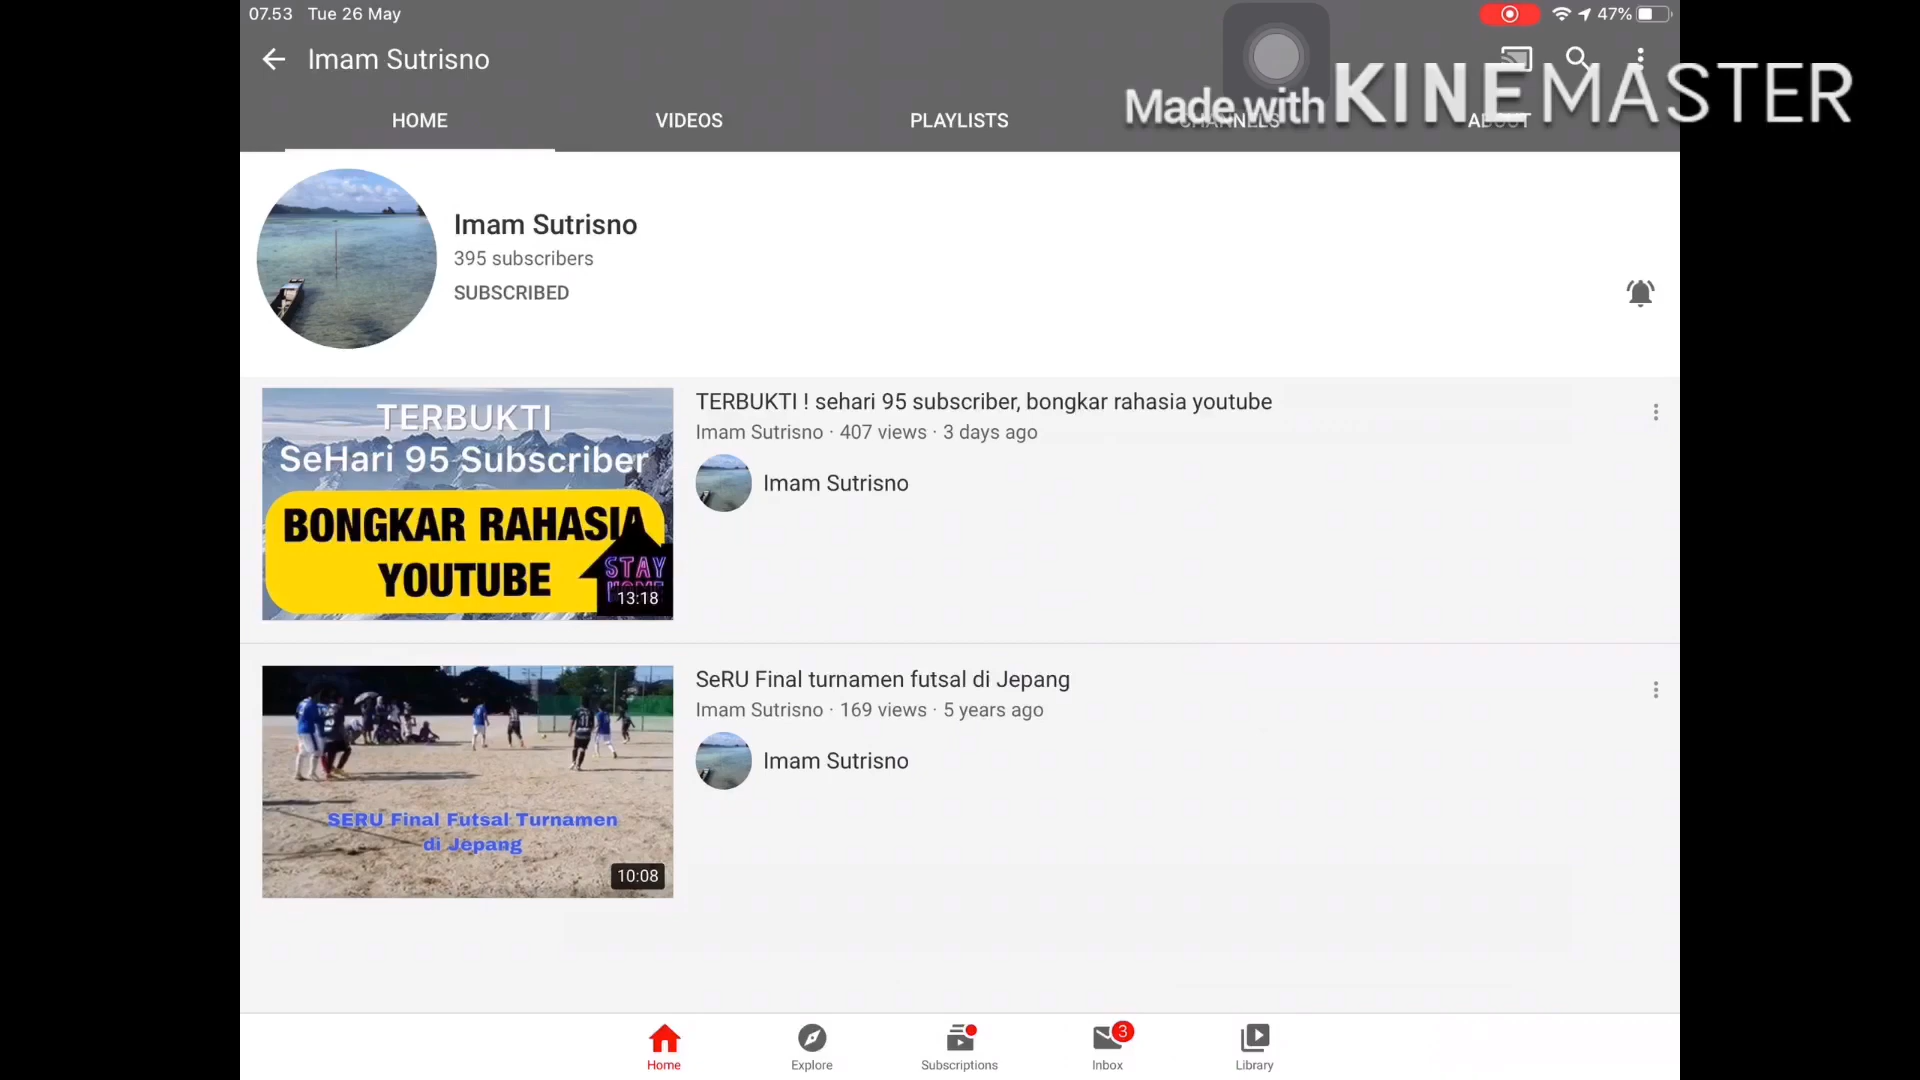 07.53 Tue 26 May
47%
Imam Sutrisno
Made with KINEMASTER
HOME VIDEOS PLAYLISTS CHANNELS ABOUT
Imam Sutrisno
395 subscribers
SUBSCRIBED
TERBUKTI
SeHari 95 Subscriber
BONGKAR RAHASIA
YOUTUBE
STAY
HOME
13:18
TERBUKTI ! sehari 95 subscriber, bongkar rahasia youtube
Imam Sutrisno · 407 views · 3 days ago
Imam Sutrisno
SERU Final Futsal Turnamen
di Jepang
10:08
SeRU Final turnamen futsal di Jepang
Imam Sutrisno · 169 views · 5 years ago
Imam Sutrisno
3
Home Explore Subscriptions Inbox Library